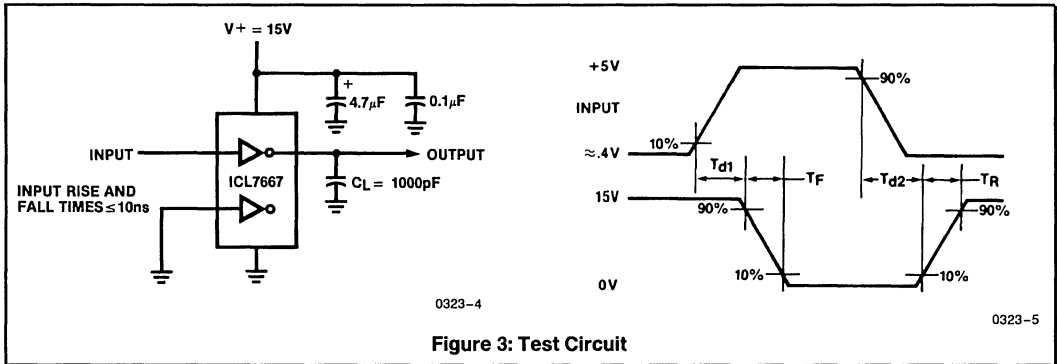 V+ = 15V
+
4.7μF
0.1μF
INPUT
ICL7667
OUTPUT
CL = 1000pF
INPUT RISE AND
FALL TIMES≤10ns
0323-4
+5V
INPUT
≈.4V
10%
90%
Td1
TF
Td2
TR
15V
90%
90%
10%
10%
0V
0323-5
Figure 3: Test Circuit